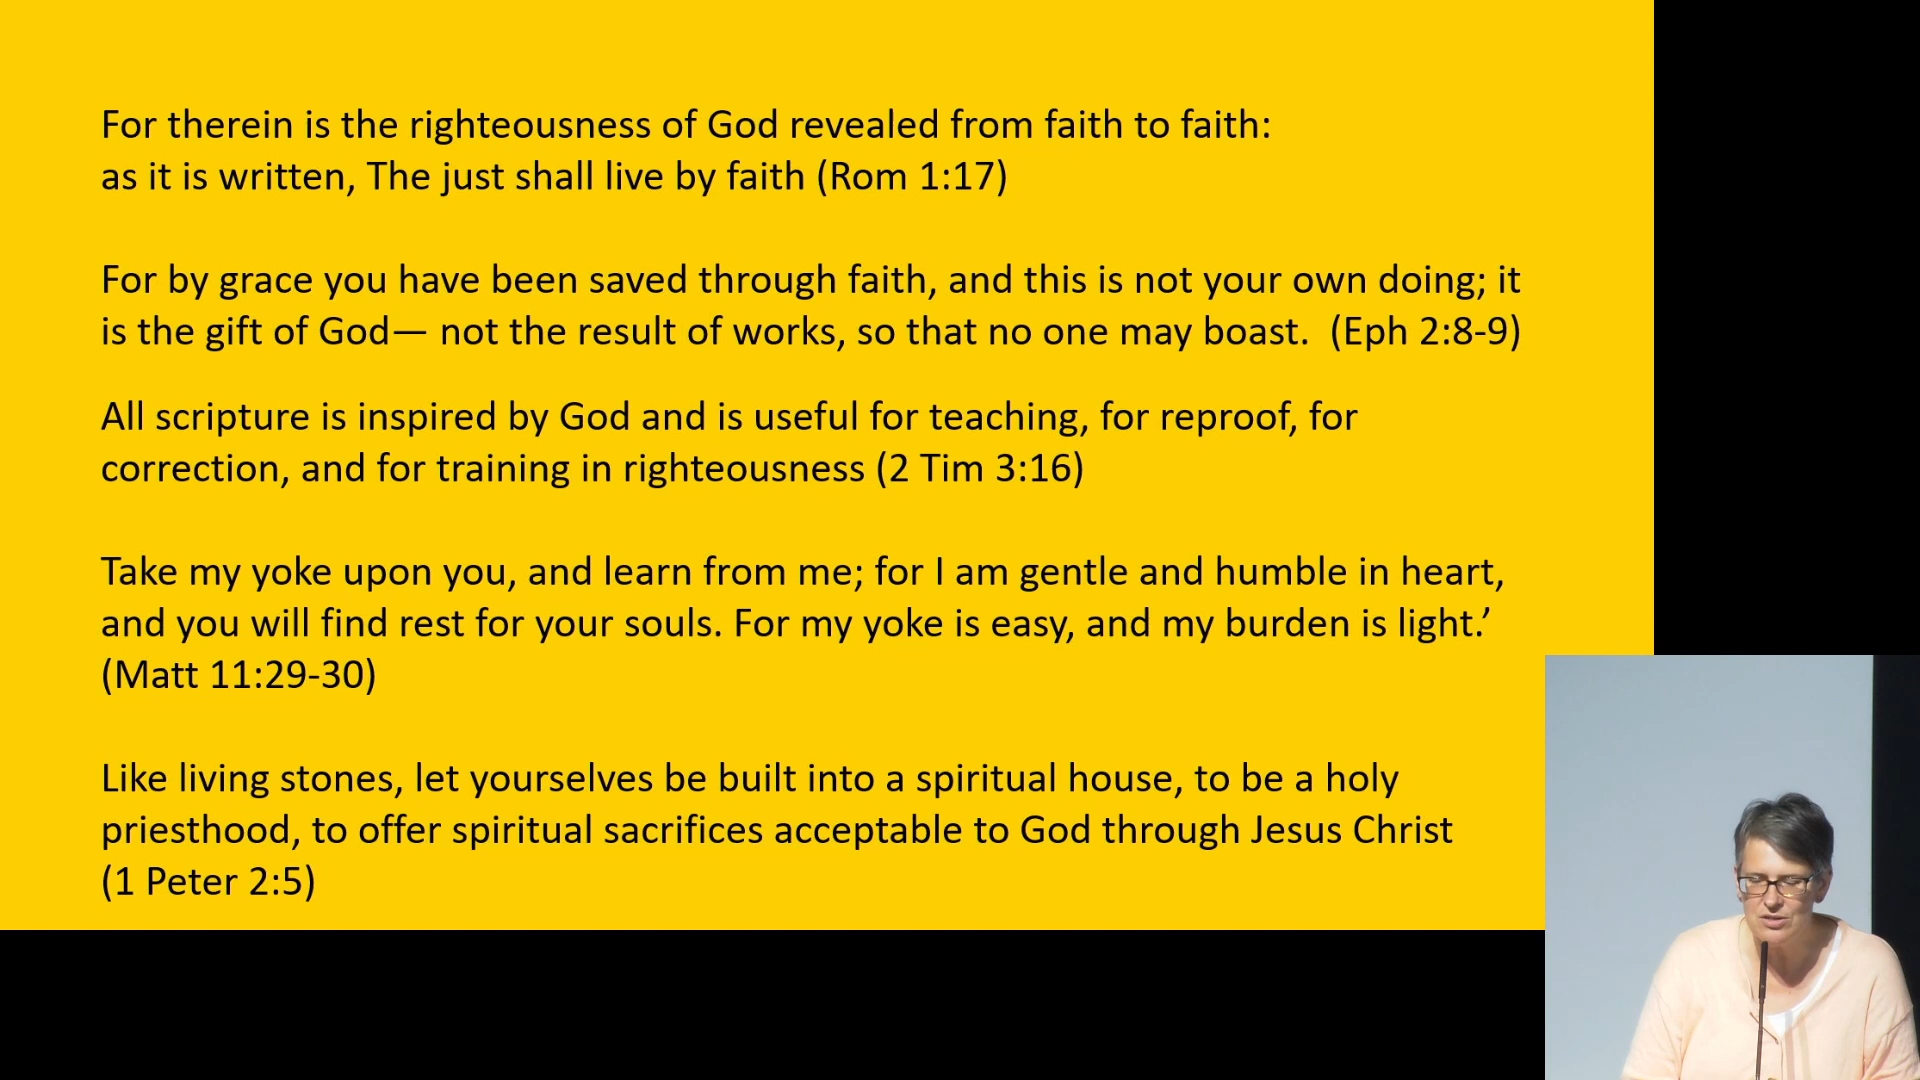 For therein is the righteousness of God revealed from faith to faith:
as it is written, The just shall live by faith (Rom 1:17)
For by grace you have been saved through faith, and this is not your own doing; it
is the gift of God— not the result of works, so that no one may boast.  (Eph 2:8-9)
All scripture is inspired by God and is useful for teaching, for reproof, for
correction, and for training in righteousness (2 Tim 3:16)
Take my yoke upon you, and learn from me; for I am gentle and humble in heart,
and you will find rest for your souls. For my yoke is easy, and my burden is light.’
(Matt 11:29-30)
Like living stones, let yourselves be built into a spiritual house, to be a holy
priesthood, to offer spiritual sacrifices acceptable to God through Jesus Christ
(1 Peter 2:5)